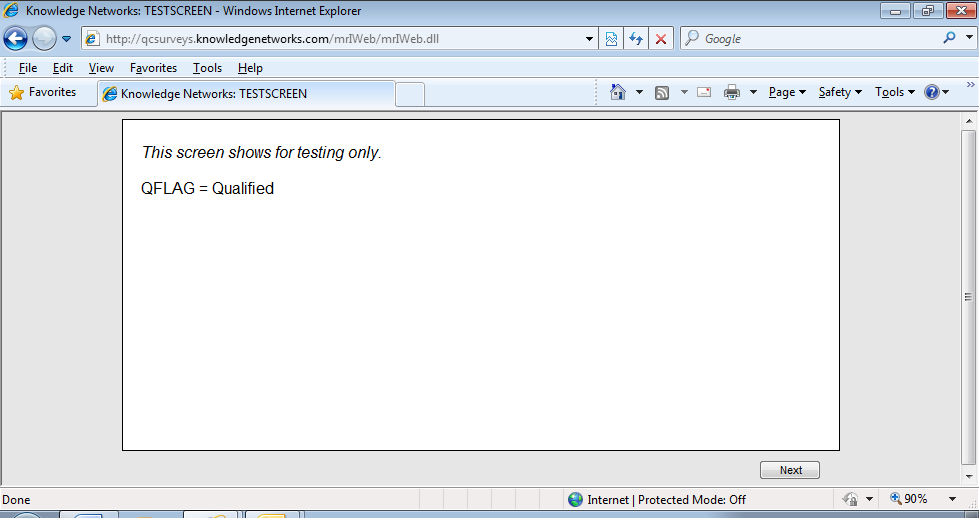 Knowledge Networks: TESTSCREEN - Windows Internet Explorer
http://qcsurveys.knowledgenetworks.com/mrIWeb/mrIWeb.dll
Google
File Edit View Favorites Tools Help
Favorites
Knowledge Networks: TESTSCREEN
Page Safety Tools
This screen shows for testing only.
QFLAG = Qualified
Next
Done
Internet | Protected Mode: Off
90%